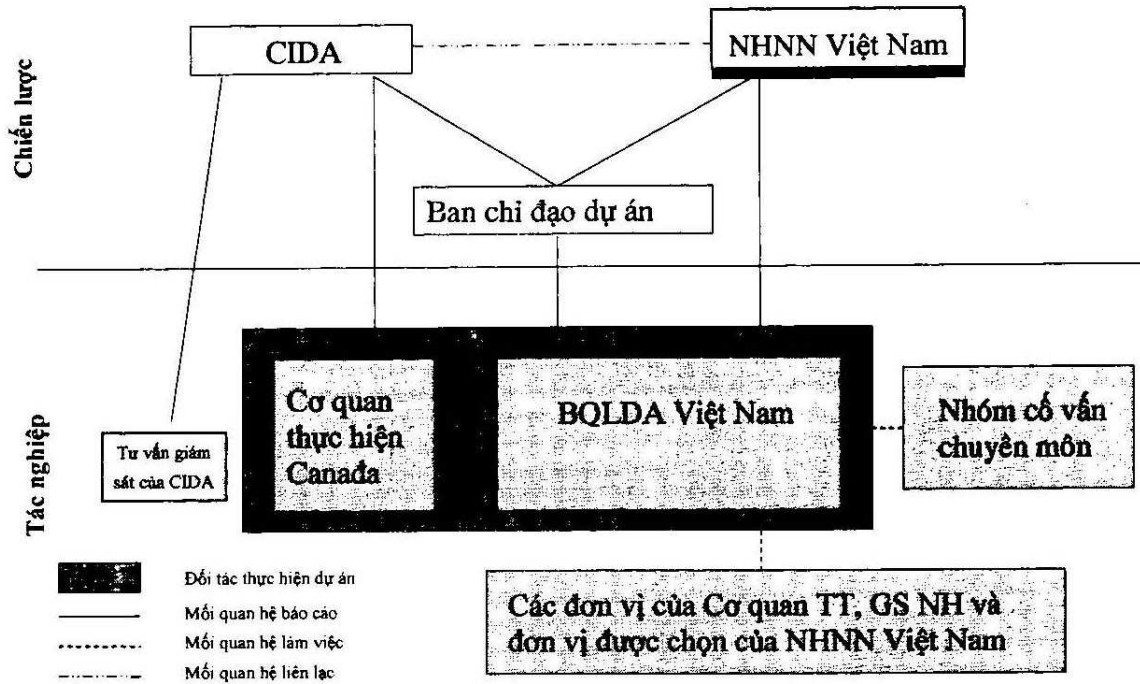 CIDA
NHNN Việt Nam
Chiến lược
Ban chỉ đạo dự án
Tác nghiệp
Tư vấn giám
sát của CIDA
Cơ quan
thực hiện
Canađa
BQLDA Việt Nam
Nhóm cố vấn
chuyên môn
Các đơn vị của Cơ quan TT, GS NH và
đơn vị được chọn của NHNN Việt Nam
Đối tác thực hiện dự án
Mối quan hệ báo cáo
Mối quan hệ làm việc
Mối quan hệ liên lạc